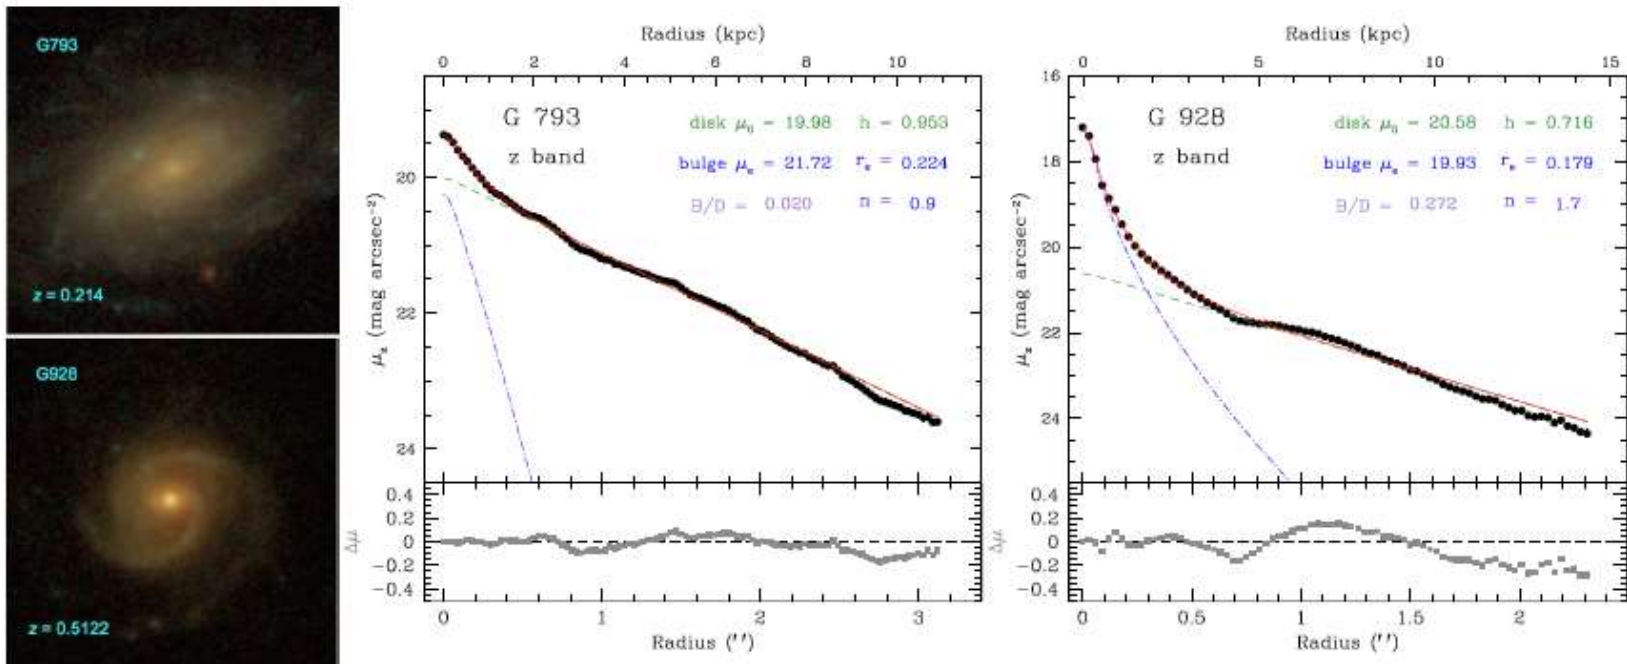 G793
z = 0.214
G928
z = 0.5122
Radius (kpc)
0 2 4 6 8 10
G 793
z band
disk μ₀ = 19.98 h = 0.953
bulge μₑ = 21.72 rₑ = 0.224
B/D = 0.020 n = 0.9
20
22
24
μ_z (mag arcsec⁻²)
0.4
0.2
0
−0.2
−0.4
Δμ
0 1 2 3
Radius (′′)
Radius (kpc)
0 5 10 15
G 928
z band
disk μ₀ = 20.58 h = 0.716
bulge μₑ = 19.93 rₑ = 0.179
B/D = 0.272 n = 1.7
16
18
20
22
24
μ_z (mag arcsec⁻²)
0.4
0.2
0
−0.2
−0.4
Δμ
0 0.5 1 1.5 2
Radius (′′)